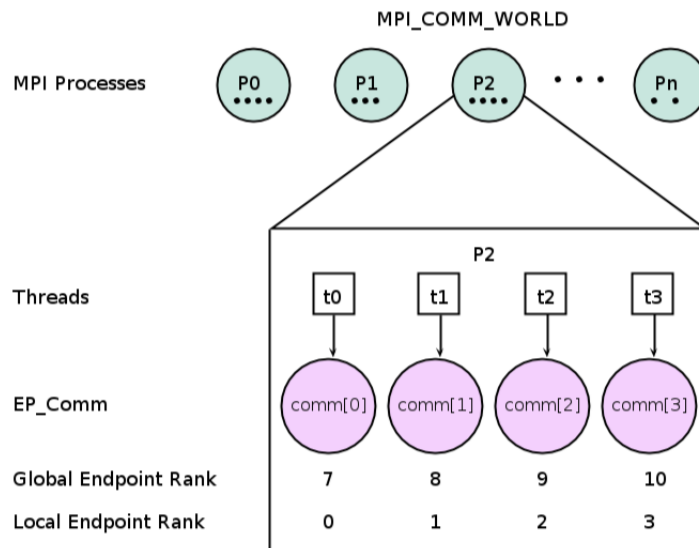 MPI_COMM_WORLD
MPI Processes P0 P1 P2 Pn
P2
Threads t0 t1 t2 t3
EP_Comm comm[0] comm[1] comm[2] comm[3]
Global Endpoint Rank 7 8 9 10
Local Endpoint Rank 0 1 2 3